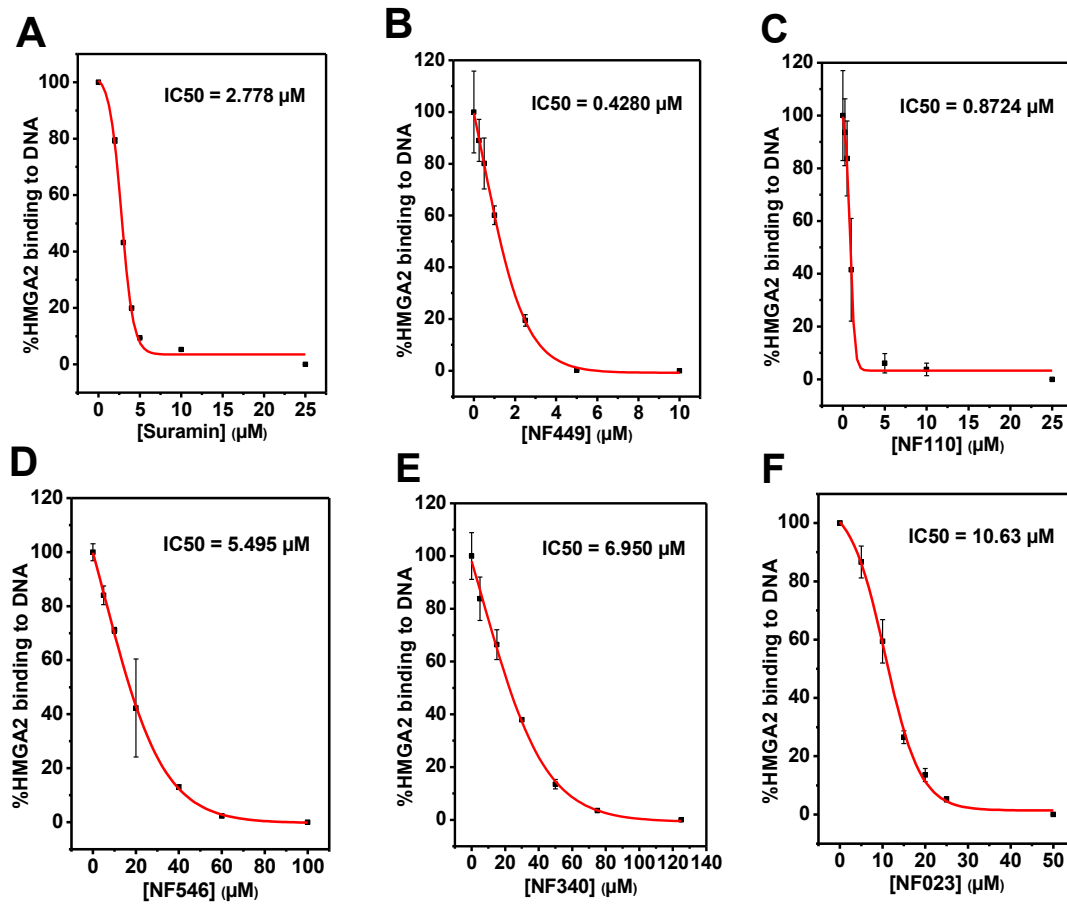 A
IC50 = 2.778 µM
%HMGA2 binding to DNA
100
80
60
40
20
0
0 5 10 15 20 25
[Suramin] (µM)
B
IC50 = 0.4280 µM
%HMGA2 binding to DNA
120
100
80
60
40
20
0
0 2 4 6 8 10
[NF449] (µM)
C
IC50 = 0.8724 µM
%HMGA2 binding to DNA
120
100
80
60
40
20
0
0 5 10 15 20 25
[NF110] (µM)
D
IC50 = 5.495 µM
%HMGA2 binding to DNA
120
100
80
60
40
20
0
0 20 40 60 80 100
[NF546] (µM)
E
IC50 = 6.950 µM
%HMGA2 binding to DNA
120
100
80
60
40
20
0
0 20 40 60 80 100 120 140
[NF340] (µM)
F
IC50 = 10.63 µM
%HMGA2 binding to DNA
120
100
80
60
40
20
0
0 10 20 30 40 50
[NF023] (µM)